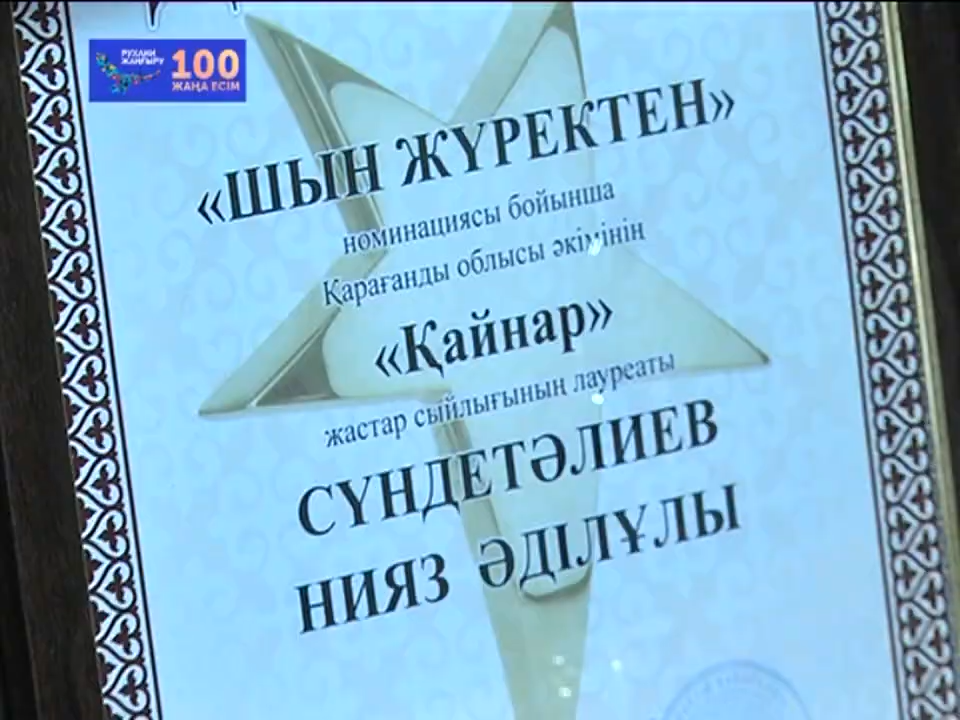 РУХАНИ
ЖАҢҒЫРУ
100
ЖАҢА ЕСІМ
«ШЫН ЖҮРЕКТЕН»
номинациясы бойынша
Қарағанды облысы әкімінің
«Қайнар»
жастар сыйлығының лауреаты
СҮНДЕТӘЛИЕВ
НИЯЗ ӘДІЛҰЛЫ